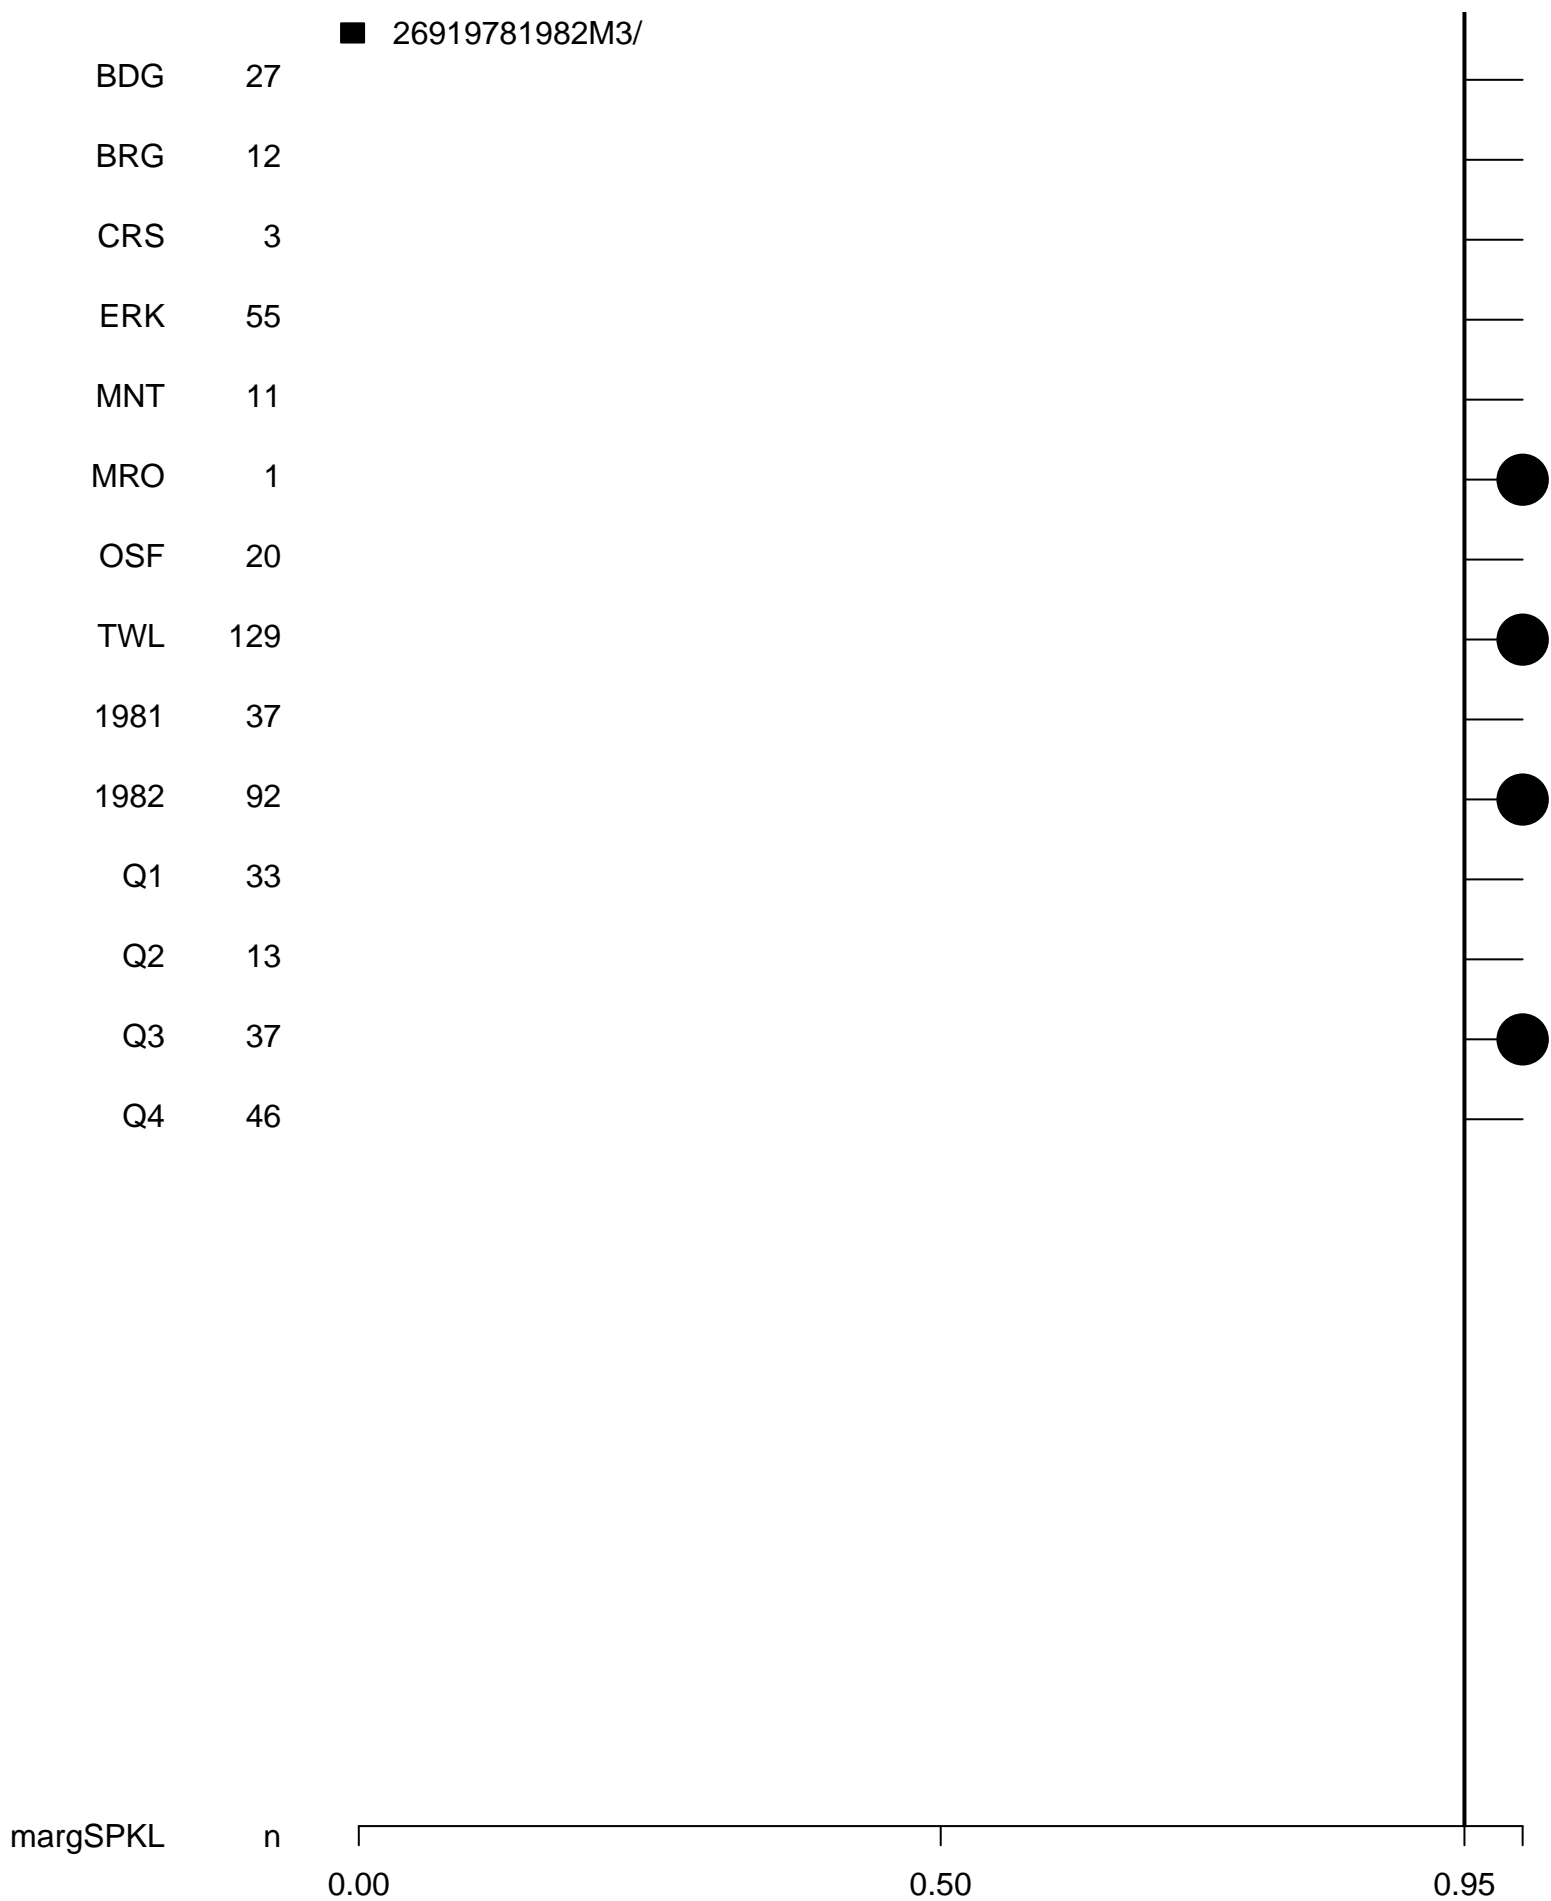 26919781982M3/
BDG 27
BRG 12
CRS 3
ERK 55
MNT 11
MRO 1
OSF 20
TWL 129
1981 37
1982 92
Q1 33
Q2 13
Q3 37
Q4 46
margSPKL n
0.00 0.50 0.95